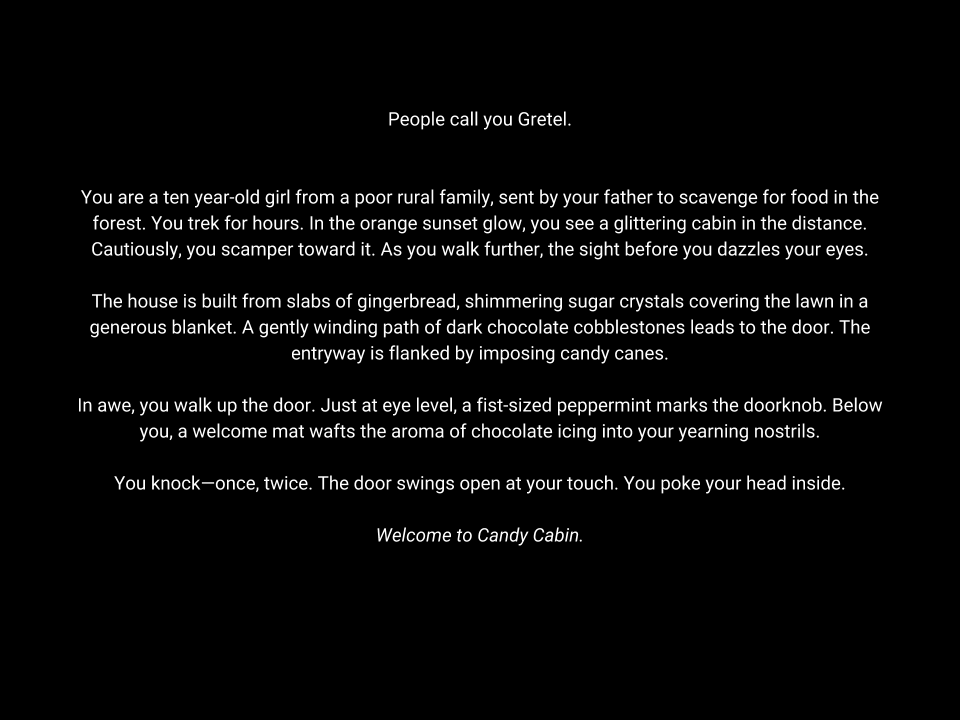 People call you Gretel.
You are a ten year-old girl from a poor rural family, sent by your father to scavenge for food in the
forest. You trek for hours. In the orange sunset glow, you see a glittering cabin in the distance.
Cautiously, you scamper toward it. As you walk further, the sight before you dazzles your eyes.
The house is built from slabs of gingerbread, shimmering sugar crystals covering the lawn in a
generous blanket. A gently winding path of dark chocolate cobblestones leads to the door. The
entryway is flanked by imposing candy canes.
In awe, you walk up the door. Just at eye level, a fist-sized peppermint marks the doorknob. Below
you, a welcome mat wafts the aroma of chocolate icing into your yearning nostrils.
You knock—once, twice. The door swings open at your touch. You poke your head inside.
Welcome to Candy Cabin.